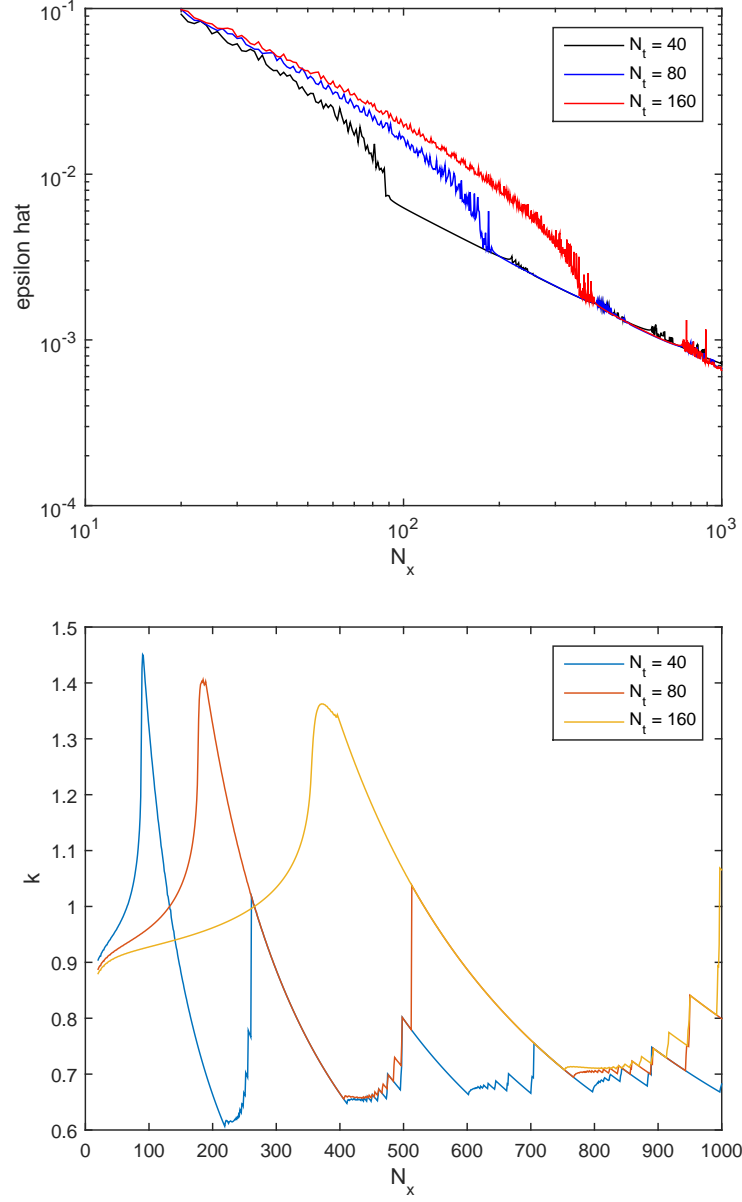 10^-1
N_t = 40
N_t = 80
N_t = 160
10^-2
epsilon hat
10^-3
10^-4
10^1 10^2 10^3
N_x
1.5
N_t = 40
1.4
N_t = 80
N_t = 160
1.3
1.2
1.1
k
1
0.9
0.8
0.7
0.6
0 100 200 300 400 500 600 700 800 900 1000
N_x